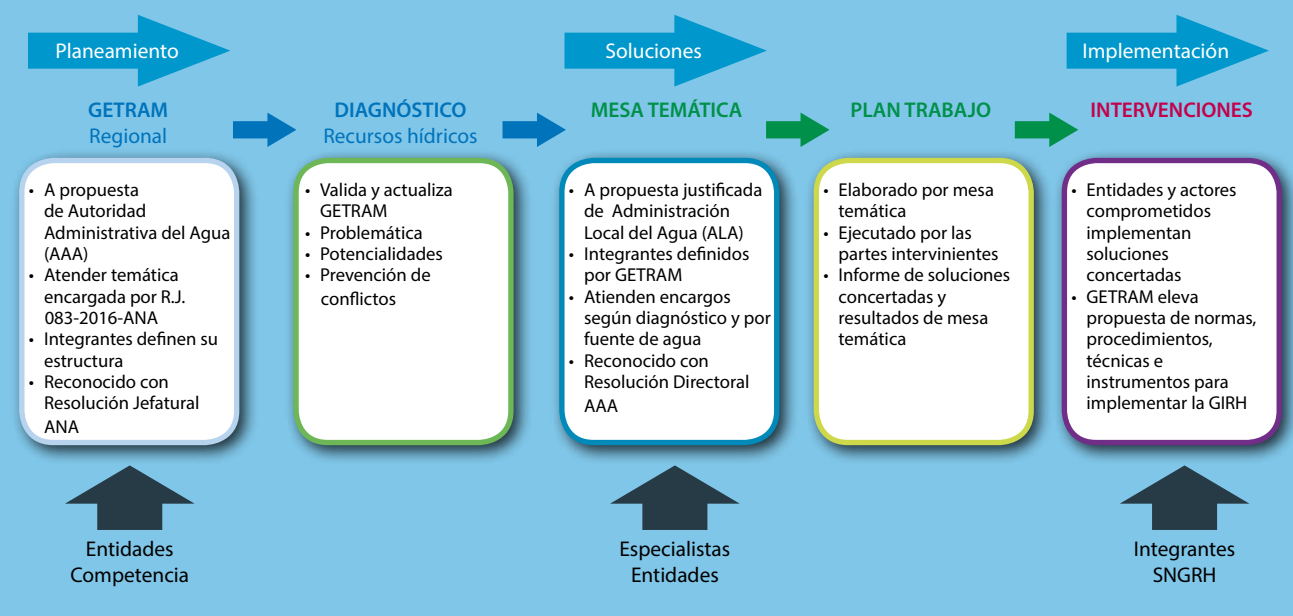 Planeamiento
Soluciones
Implementación
GETRAM
Regional
DIAGNÓSTICO
Recursos hídricos
MESA TEMÁTICA
PLAN TRABAJO
INTERVENCIONES
• A propuesta
de Autoridad
Administrativa del Agua
(AAA)
• Atender temática
encargada por R.J.
083-2016-ANA
• Integrantes definen su
estructura
• Reconocido con
Resolución Jefatural
ANA
• Valida y actualiza
GETRAM
• Problemática
• Potencialidades
• Prevención de
conflictos
• A propuesta justificada
de Administración
Local del Agua (ALA)
• Integrantes definidos
por GETRAM
• Atienden encargos
según diagnóstico y por
fuente de agua
• Reconocido con
Resolución Directoral
AAA
• Elaborado por mesa
temática
• Ejecutado por las
partes intervinientes
• Informe de soluciones
concertadas y
resultados de mesa
temática
• Entidades y actores
comprometidos
implementan
soluciones
concertadas
• GETRAM eleva
propuesta de normas,
procedimientos,
técnicas e
instrumentos para
implementar la GIRH
Entidades
Competencia
Especialistas
Entidades
Integrantes
SNGRH